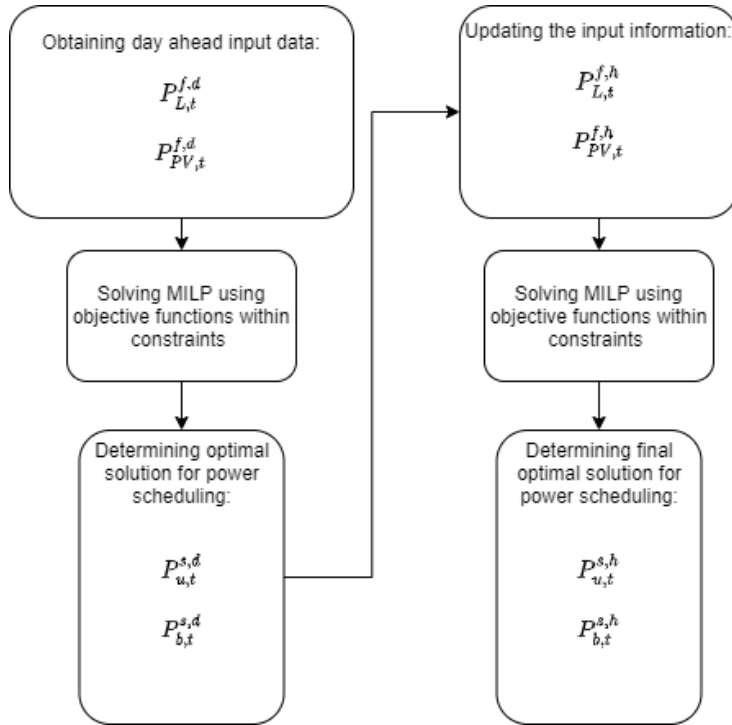 Obtaining day ahead input data:
P_{L,t}^{f,d}
P_{PV,t}^{f,d}
Solving MILP using
objective functions within
constraints
Determining optimal
solution for power
scheduling:
P_{u,t}^{s,d}
P_{b,t}^{s,d}
Updating the input information:
P_{L,t}^{f,h}
P_{PV,t}^{f,h}
Solving MILP using
objective functions within
constraints
Determining final
optimal solution for
power scheduling:
P_{u,t}^{s,h}
P_{b,t}^{s,h}